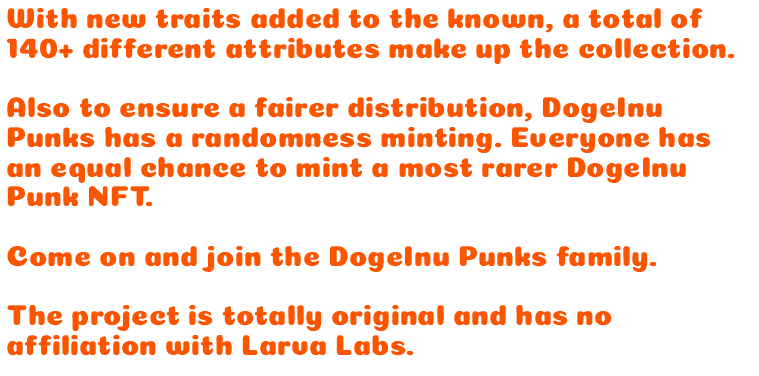 With new traits added to the known, a total of
140+ different attributes make up the collection.
Also to ensure a fairer distribution, DogeInu
Punks has a randomness minting. Everyone has
an equal chance to mint a most rarer DogeInu
Punk NFT.
Come on and join the DogeInu Punks family.
The project is totally original and has no
affiliation with Larva Labs.